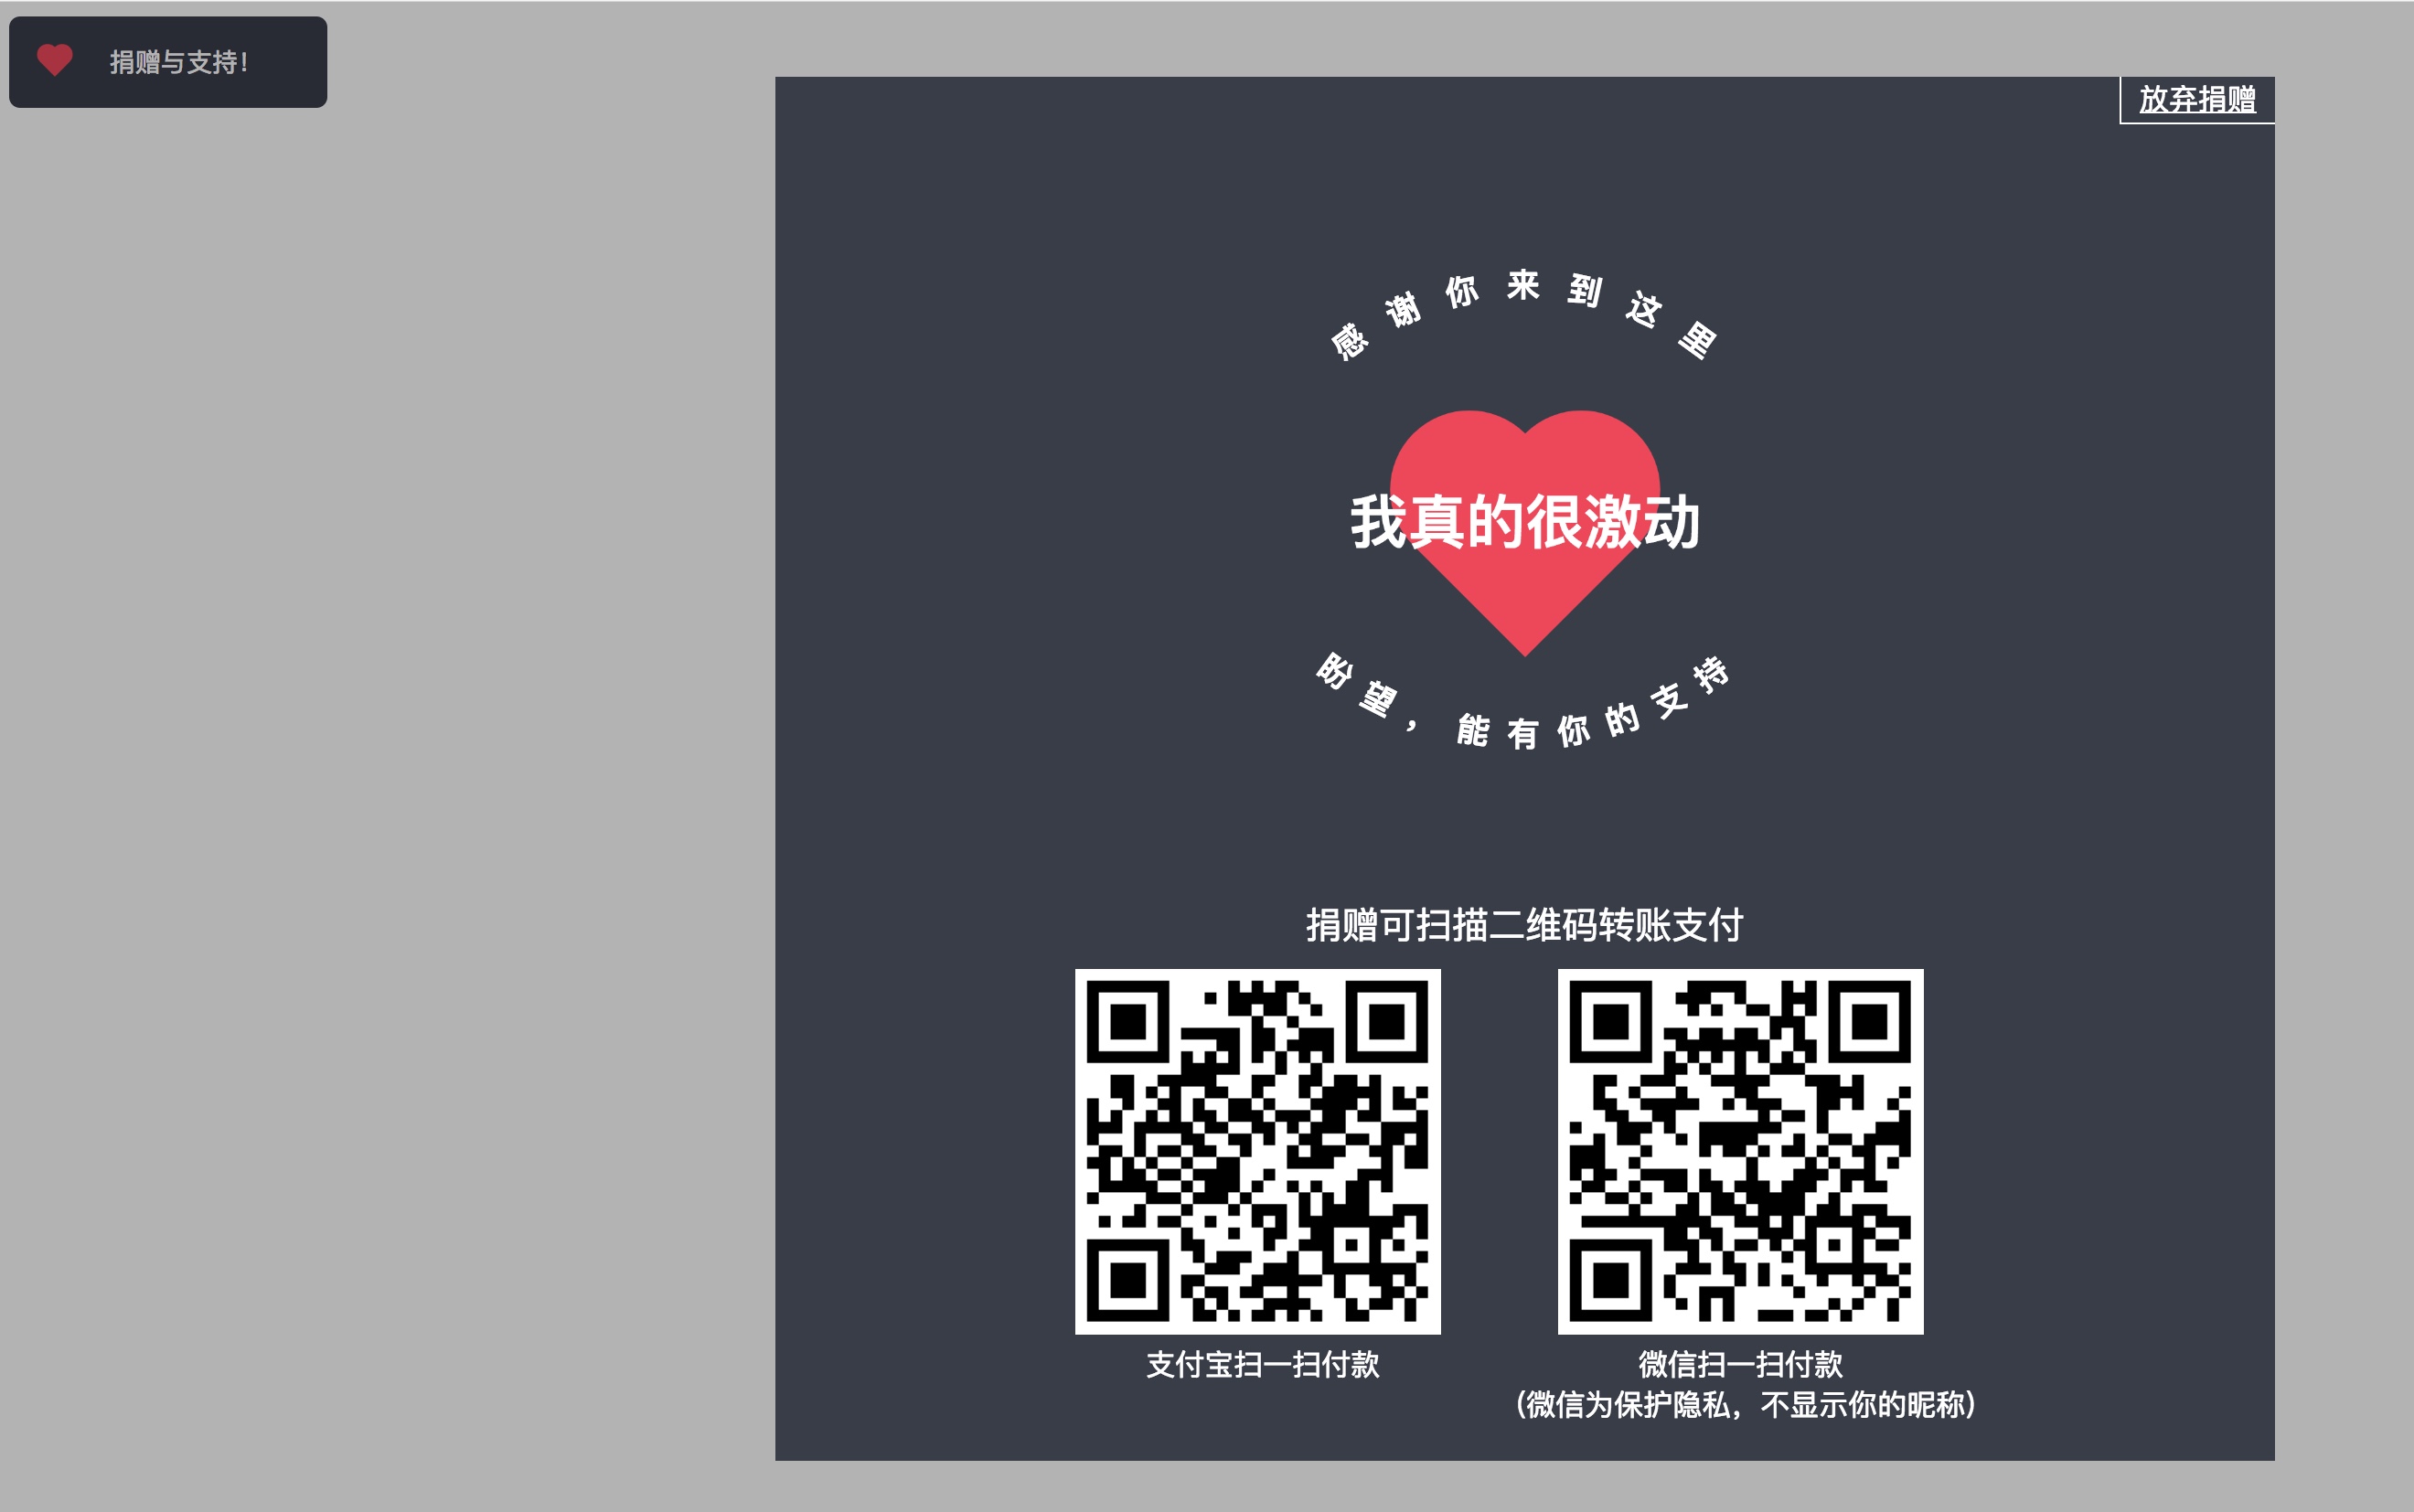 捐赠与支持!
放弃捐赠
感谢你来到这里
我真的很激动
盼望，能有你的支持
捐赠可扫描二维码转账支付
支付宝扫一扫付款
微信扫一扫付款
(微信为保护隐私，不显示你的昵称)